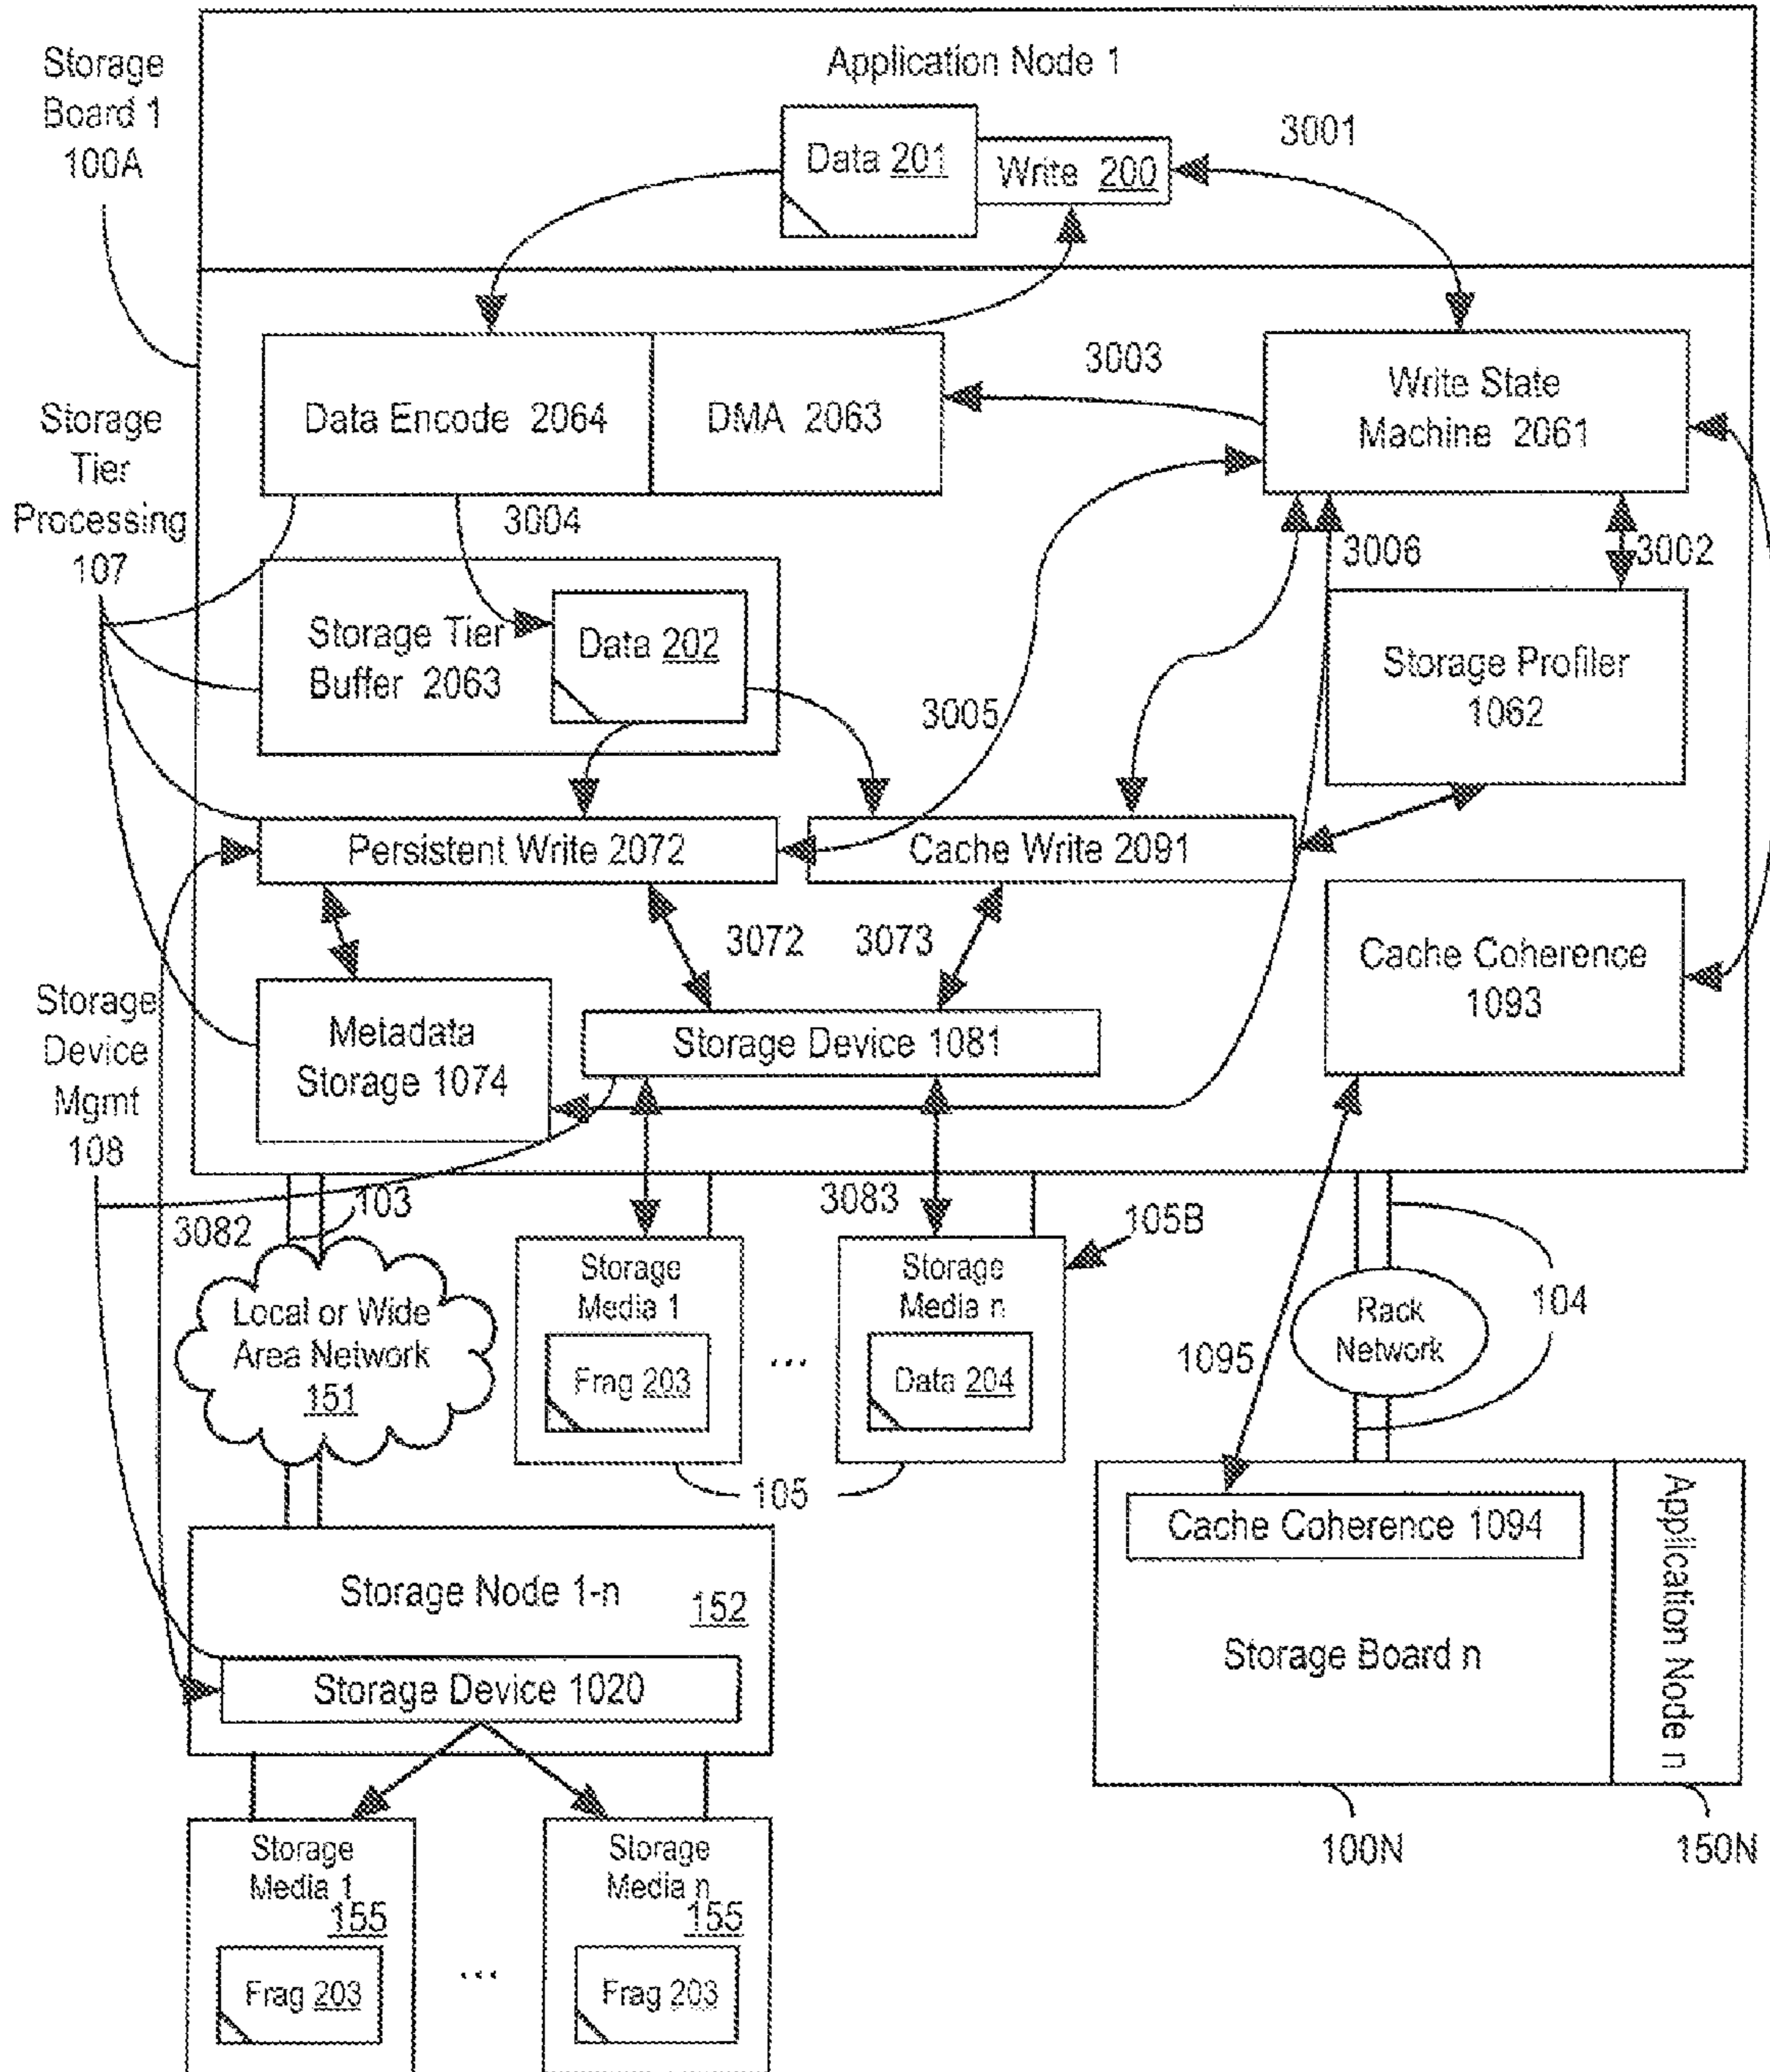 Storage
Board 1
100A
Application Node 1
Data 201
Write 200
3001
Storage
Tier
Processing
107
Data Encode 2064
DMA 2063
3003
Write State
Machine 2061
3004
3006
3002
Storage Tier
Buffer 2063
Data 202
3005
Storage Profiler
1062
Persistent Write 2072
Cache Write 2091
3072
3073
Storage
Device
Mgmt
108
Metadata
Storage 1074
Storage Device 1081
Cache Coherence
1093
3082
103
3083
105B
Local or Wide
Area Network
151
Storage
Media 1
Frag 203
...
Storage
Media n
Data 204
105
1095
Rack
Network
104
Storage Node 1-n
152
Storage Device 1020
Cache Coherence 1094
Storage Board n
Application Node n
100N
150N
Storage
Media 1
155
Frag 203
...
Storage
Media n
155
Frag 203